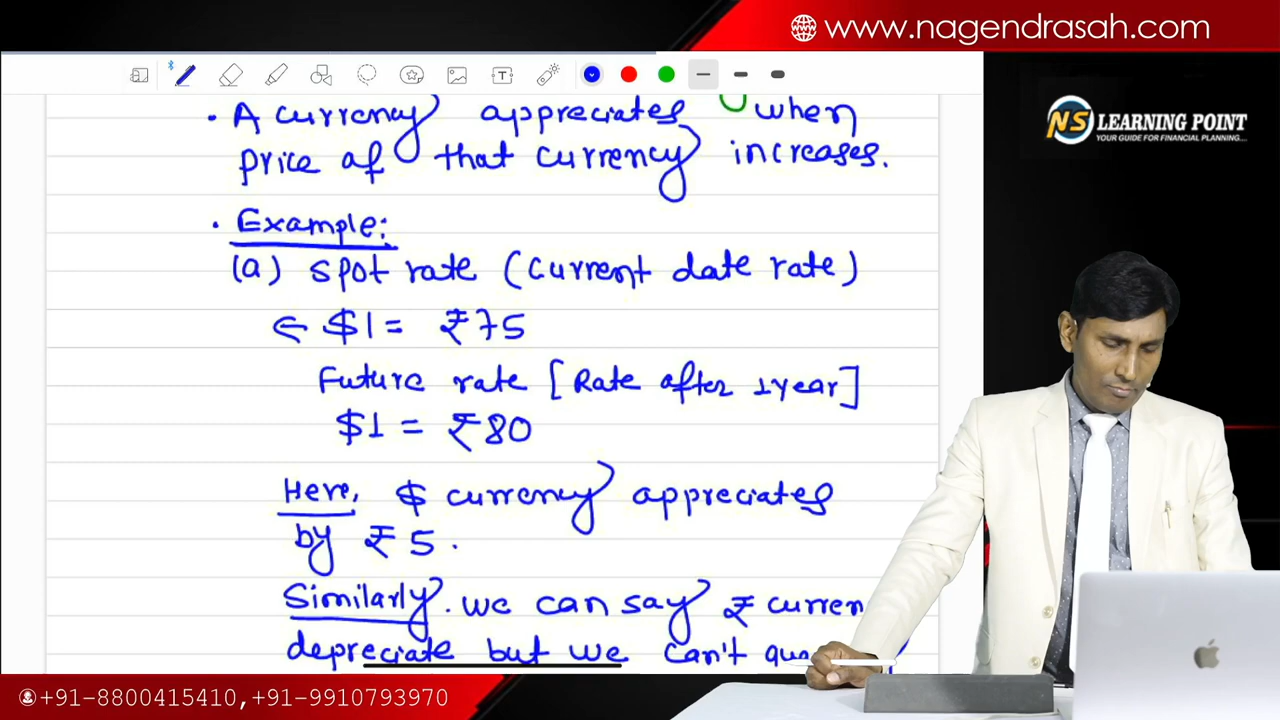 www.nagendrasah.com
NS LEARNING POINT
YOUR GUIDE FOR FINANCIAL PLANNING...
• A currency appreciates when
price of that currency increases.
• Example:
(a) Spot rate (Current date rate)
$1 = ₹75
Future rate [Rate after 1year]
$1 = ₹80
Here, $ currency appreciates
by ₹5.
Similarly. we can say ₹ curren
depreciate but we can't qua
+91-8800415410,+91-9910793970